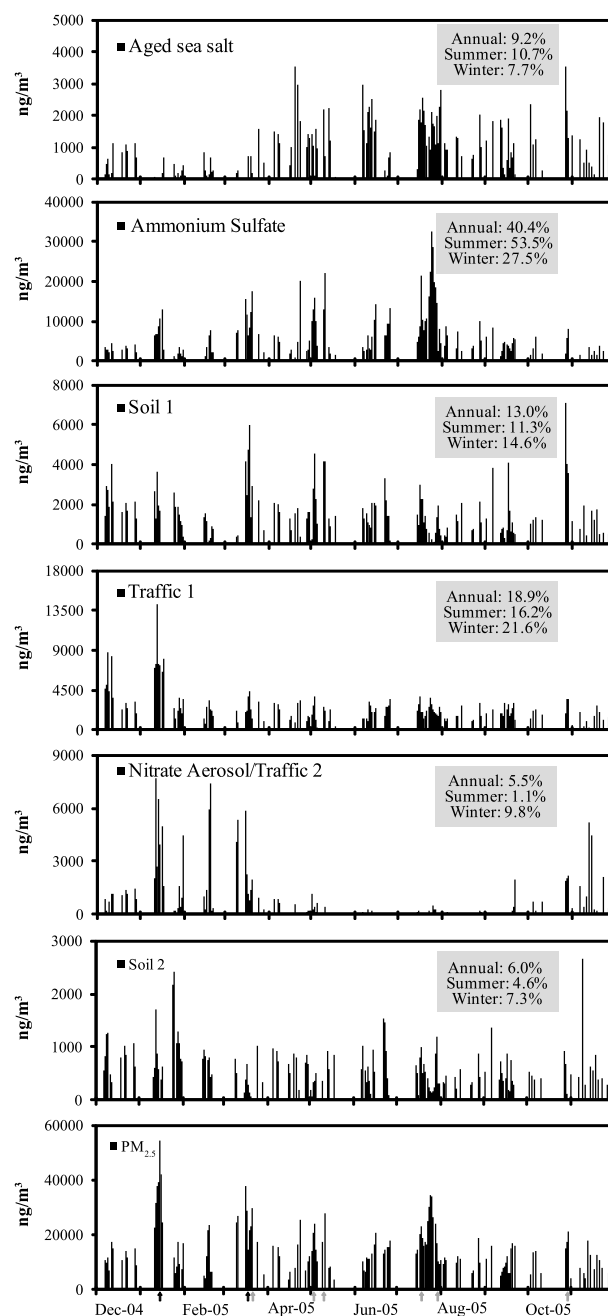 5000
4000
3000
2000
1000
0
ng/m³
■ Aged sea salt
Annual: 9.2%
Summer: 10.7%
Winter: 7.7%
40000
30000
20000
10000
0
ng/m³
■ Ammonium Sulfate
Annual: 40.4%
Summer: 53.5%
Winter: 27.5%
8000
6000
4000
2000
0
ng/m³
■ Soil 1
Annual: 13.0%
Summer: 11.3%
Winter: 14.6%
18000
13500
9000
4500
0
ng/m³
■ Traffic 1
Annual: 18.9%
Summer: 16.2%
Winter: 21.6%
9000
6000
3000
0
ng/m³
■ Nitrate Aerosol/Traffic 2
Annual: 5.5%
Summer: 1.1%
Winter: 9.8%
3000
2000
1000
0
ng/m³
■ Soil 2
Annual: 6.0%
Summer: 4.6%
Winter: 7.3%
60000
40000
20000
0
ng/m³
■ PM2.5
Dec-04 Feb-05 Apr-05 Jun-05 Aug-05 Oct-05